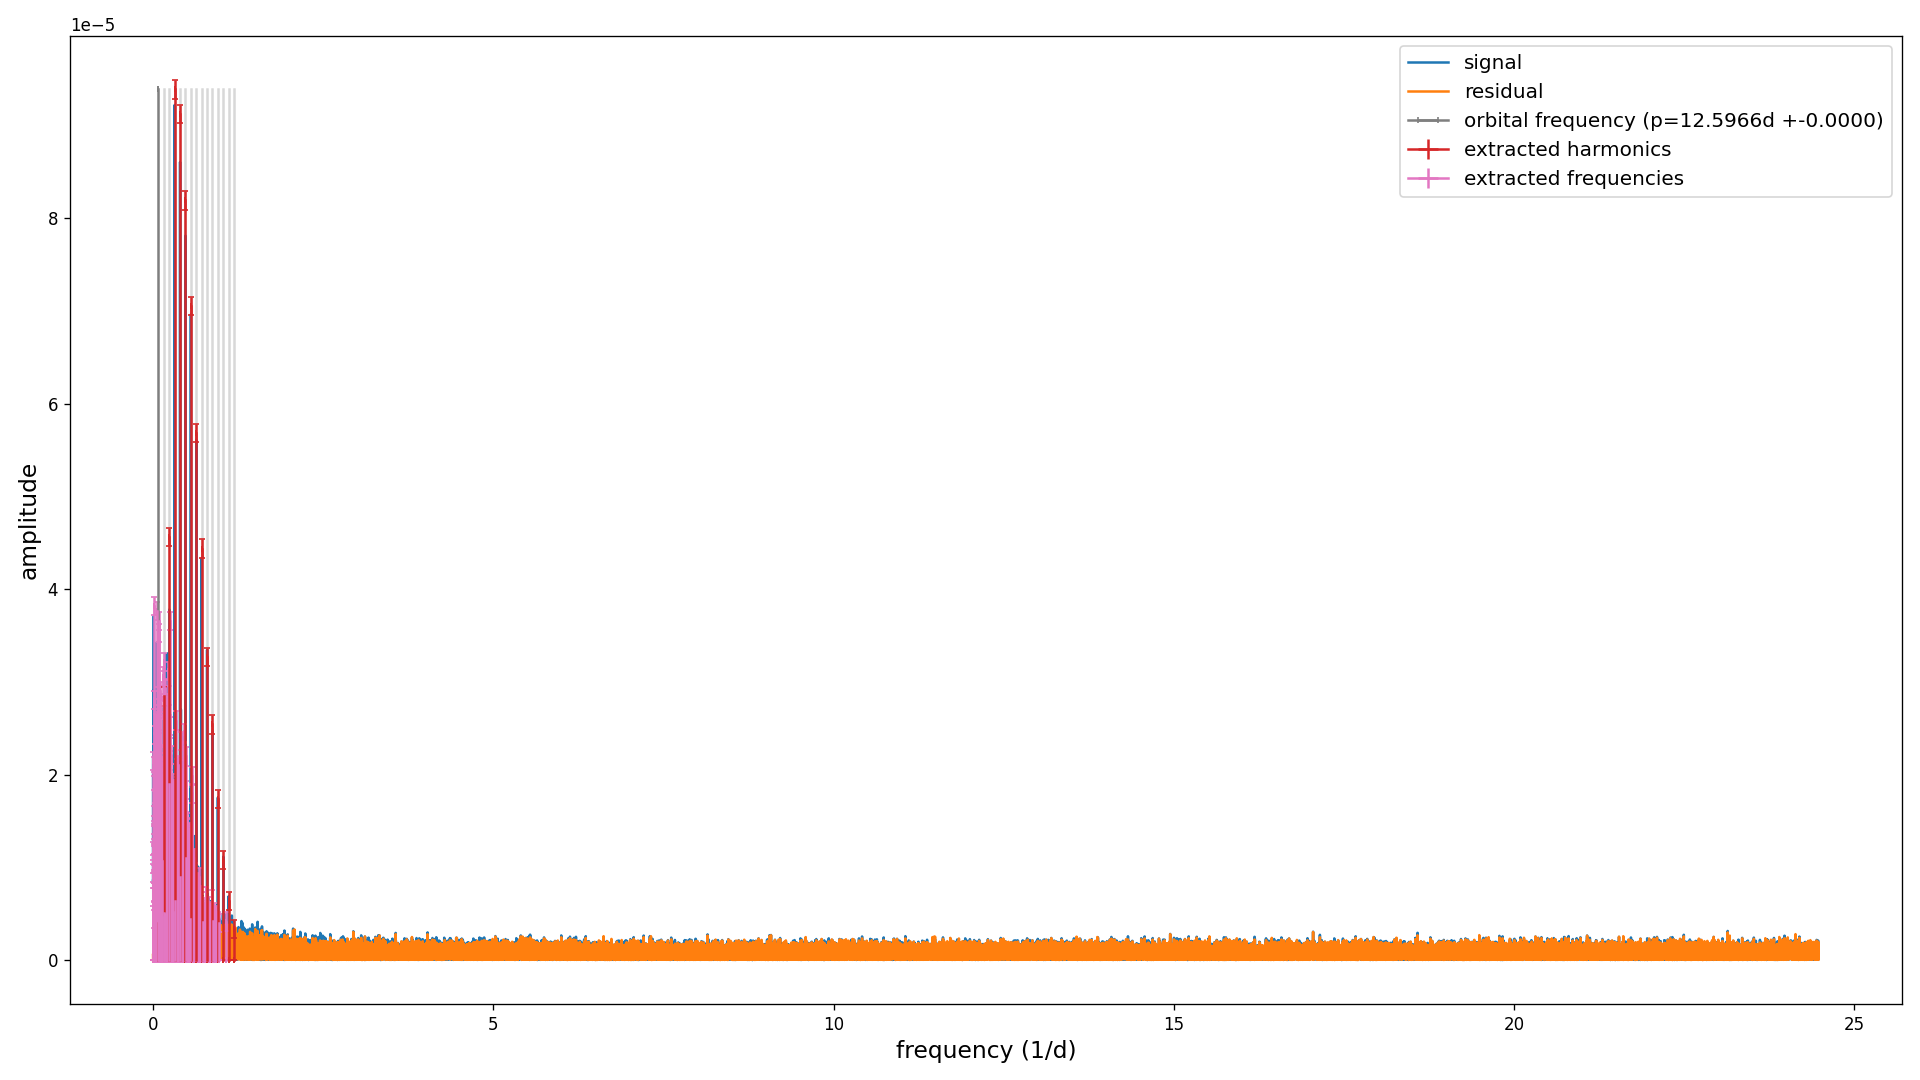 1e−5
signal
residual
orbital frequency (p=12.5966d +-0.0000)
extracted harmonics
extracted frequencies
8
6
4
2
0
amplitude
0
5
10
15
20
25
frequency (1/d)